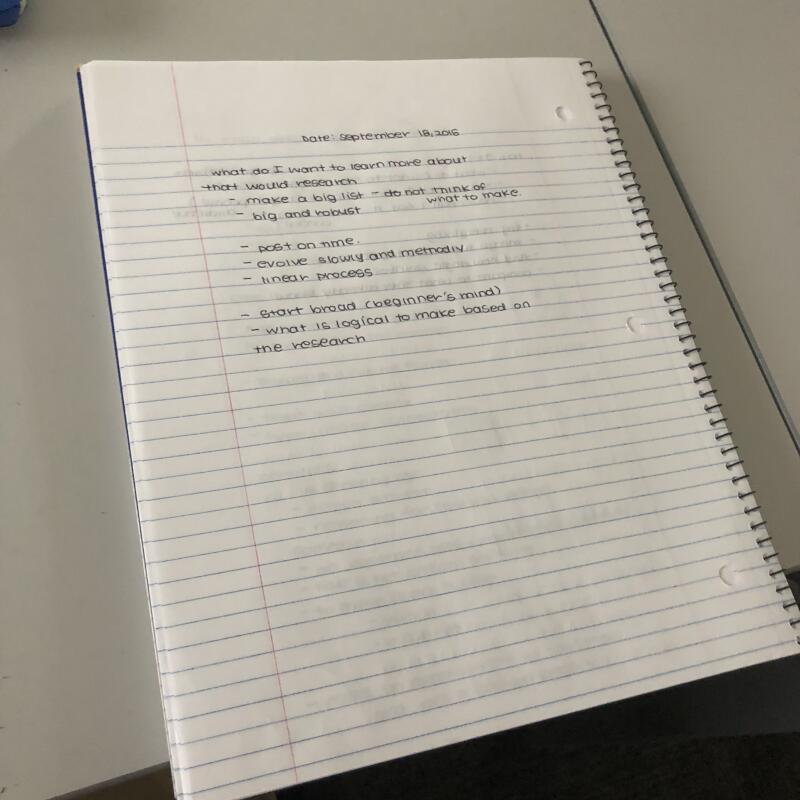 Date: September 18, 2018
what do I want to learn more about
that would research
- make a big list - do not think of
what to make.
- big and robust
- post on time.
- evolve slowly and methodly
- linear process
- start broad (beginner's mind)
- what is logical to make based on
the research